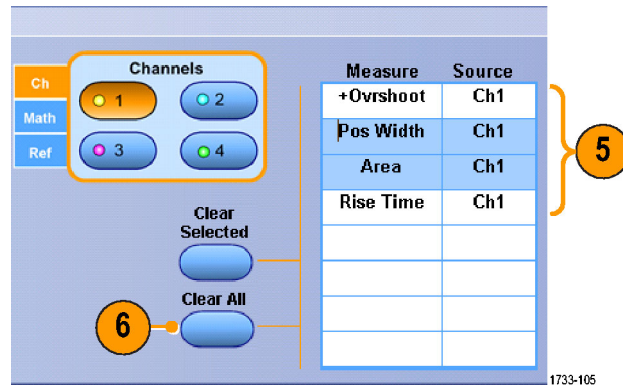 Ch
Math
Ref
Channels
1
2
3
4
Clear
Selected
Clear All
6
Measure Source
+Ovrshoot Ch1
Pos Width Ch1
Area Ch1
Rise Time Ch1
5
1733-105